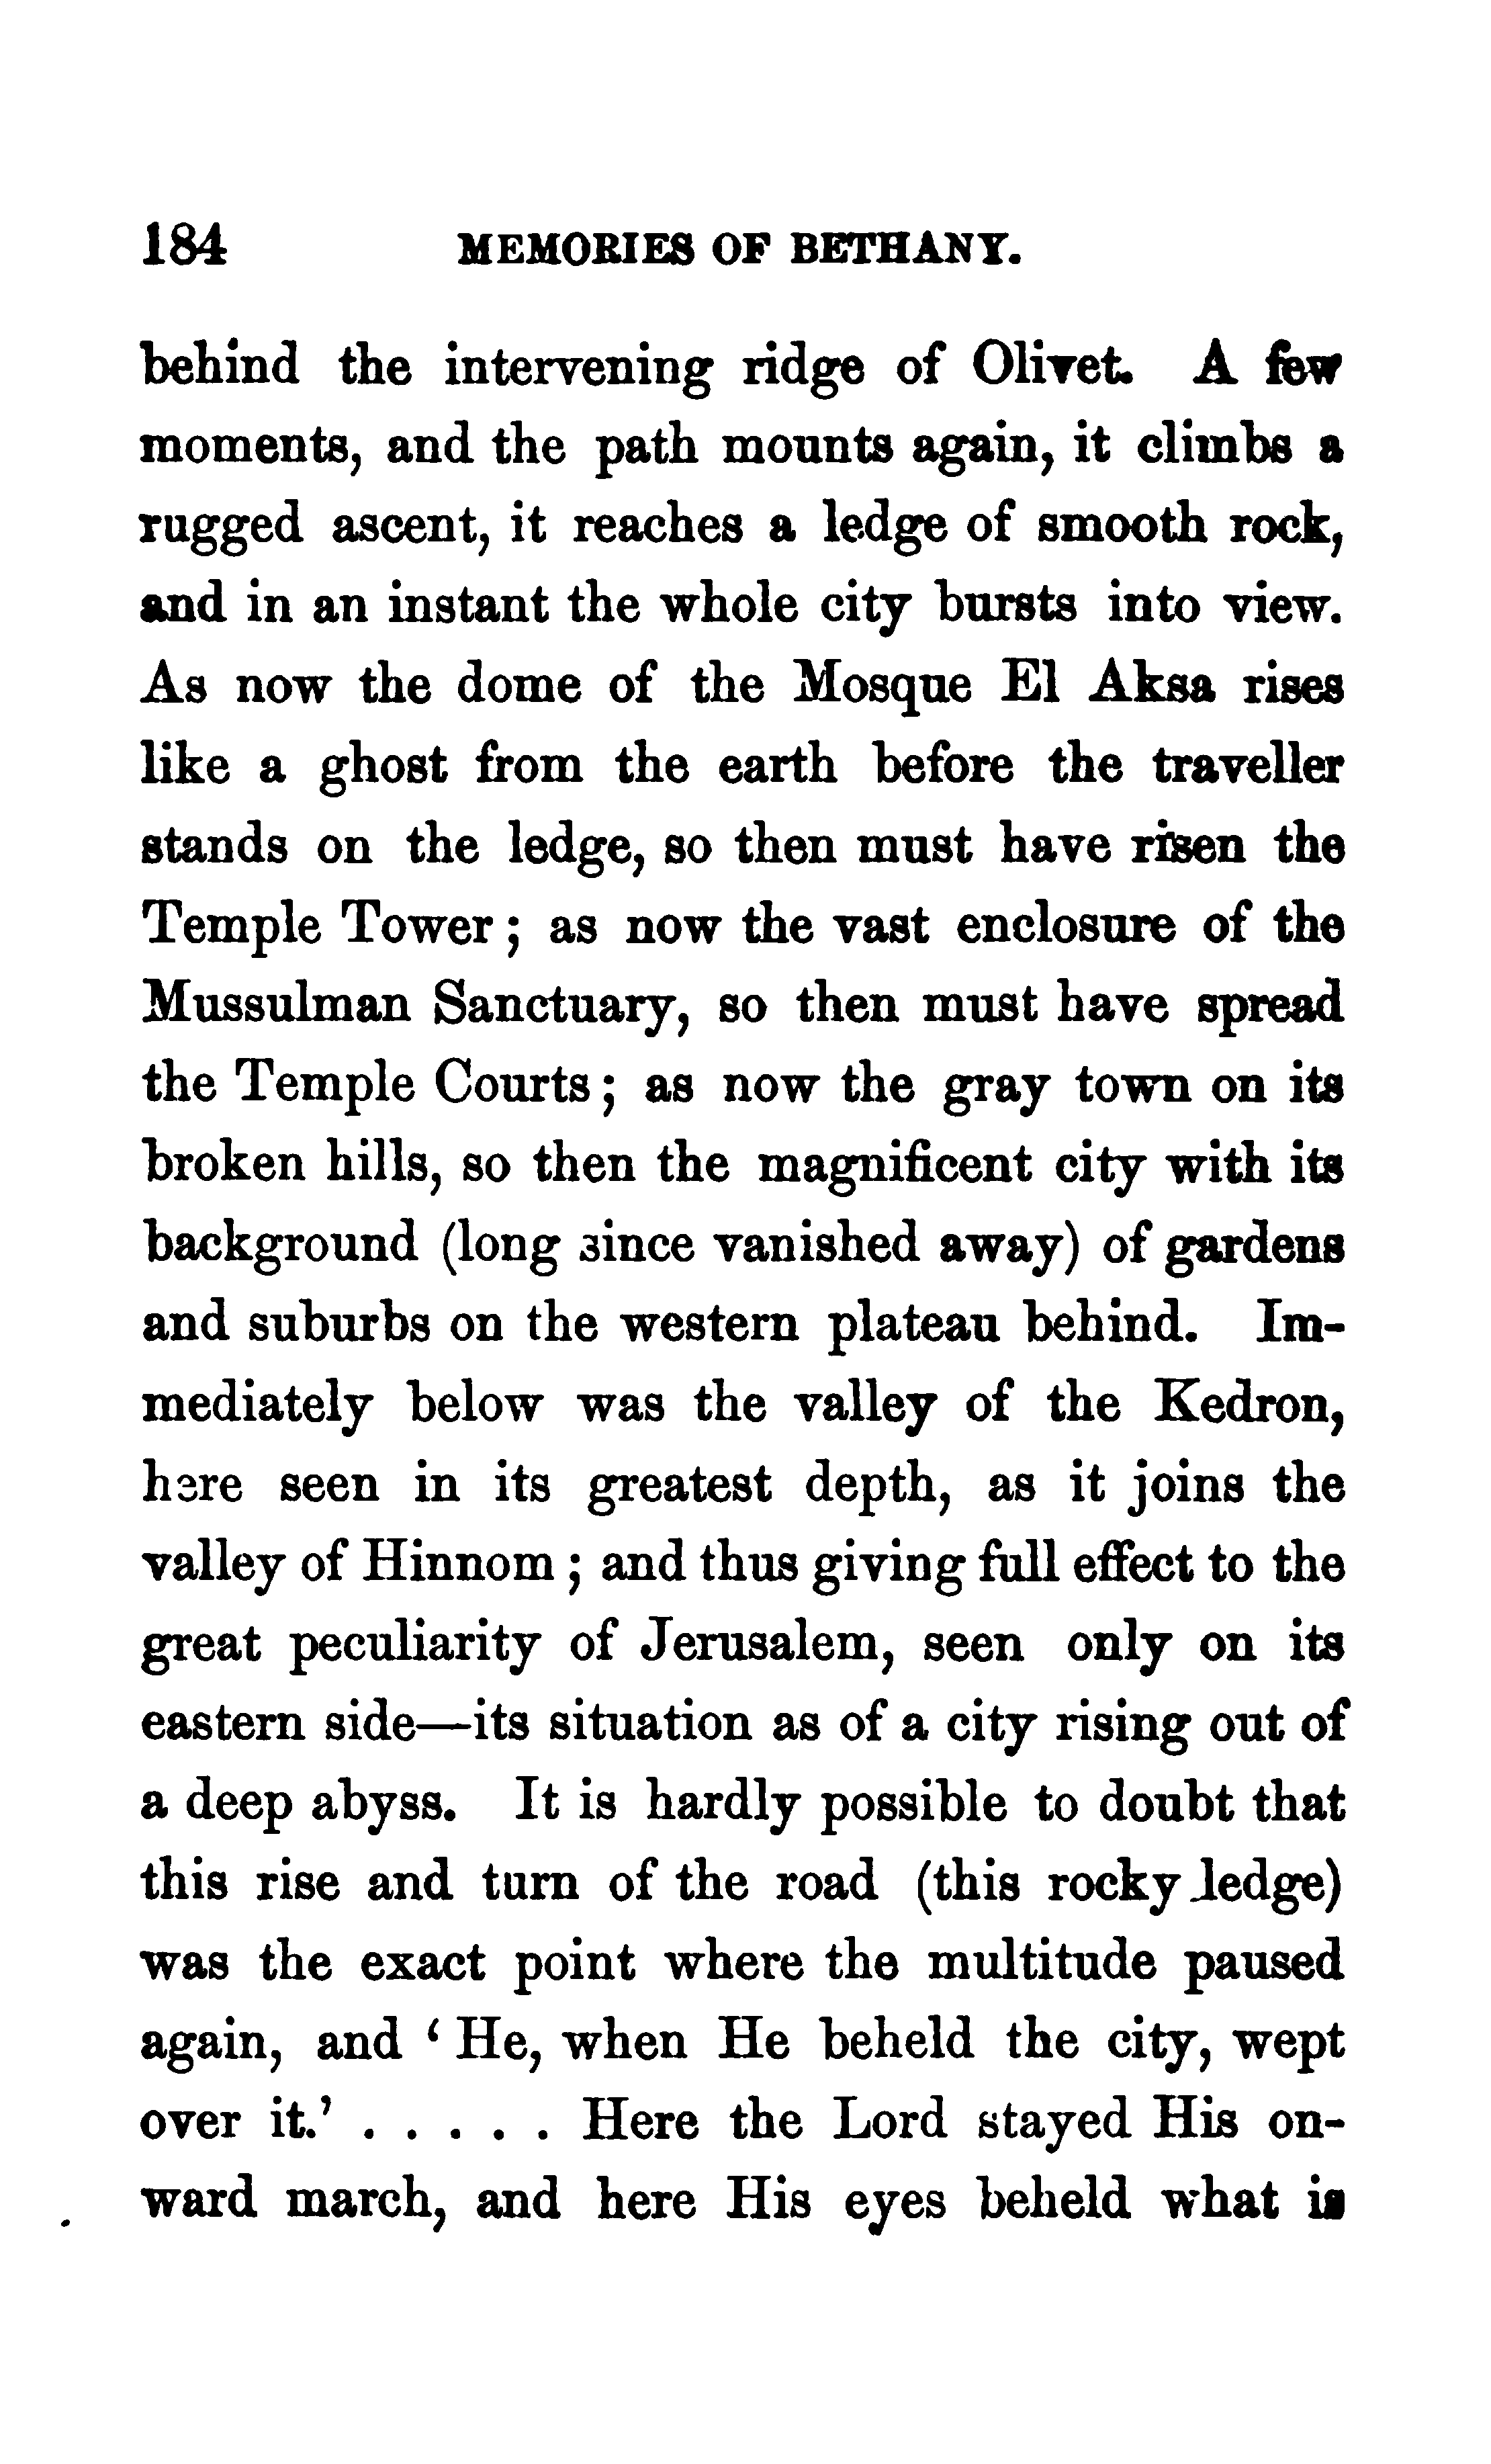 184 MEMORIES OF BETHANY.
behind the intervening ridge of Olivet. A few
moments, and the path mounts again, it climbs a
rugged ascent, it reaches a ledge of smooth rock,
and in an instant the whole city bursts into view.
As now the dome of the Mosque El Aksa rises
like a ghost from the earth before the traveller
stands on the ledge, so then must have risen the
Temple Tower; as now the vast enclosure of the
Mussulman Sanctuary, so then must have spread
the Temple Courts; as now the gray town on its
broken hills, so then the magnificent city with its
background (long since vanished away) of gardens
and suburbs on the western plateau behind. Im-
mediately below was the valley of the Kedron,
here seen in its greatest depth, as it joins the
valley of Hinnom; and thus giving full effect to the
great peculiarity of Jerusalem, seen only on its
eastern side—its situation as of a city rising out of
a deep abyss. It is hardly possible to doubt that
this rise and turn of the road (this rocky ledge)
was the exact point where the multitude paused
again, and ‘He, when He beheld the city, wept
over it.’ . . . . . Here the Lord stayed His on-
ward march, and here His eyes beheld what is